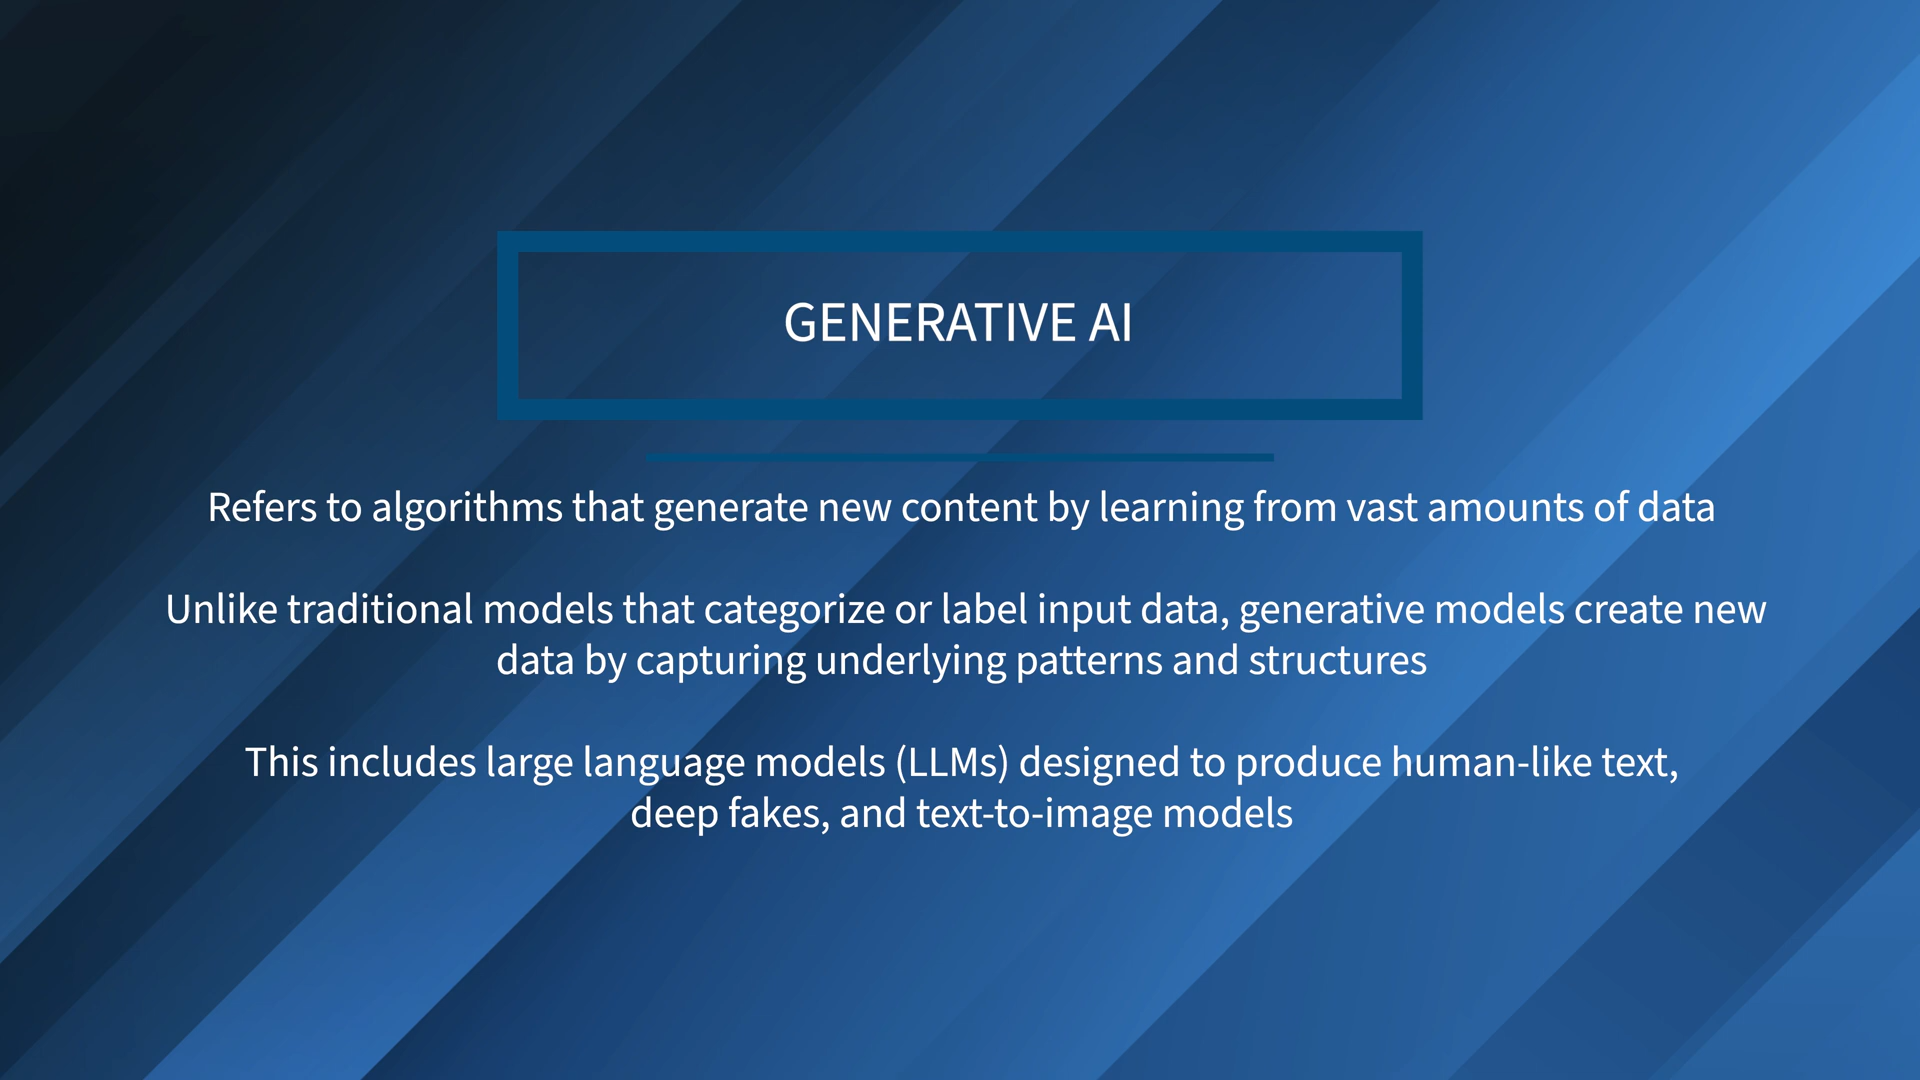 GENERATIVE AI
Refers to algorithms that generate new content by learning from vast amounts of data
Unlike traditional models that categorize or label input data, generative models create new
data by capturing underlying patterns and structures
This includes large language models (LLMs) designed to produce human-like text,
deep fakes, and text-to-image models